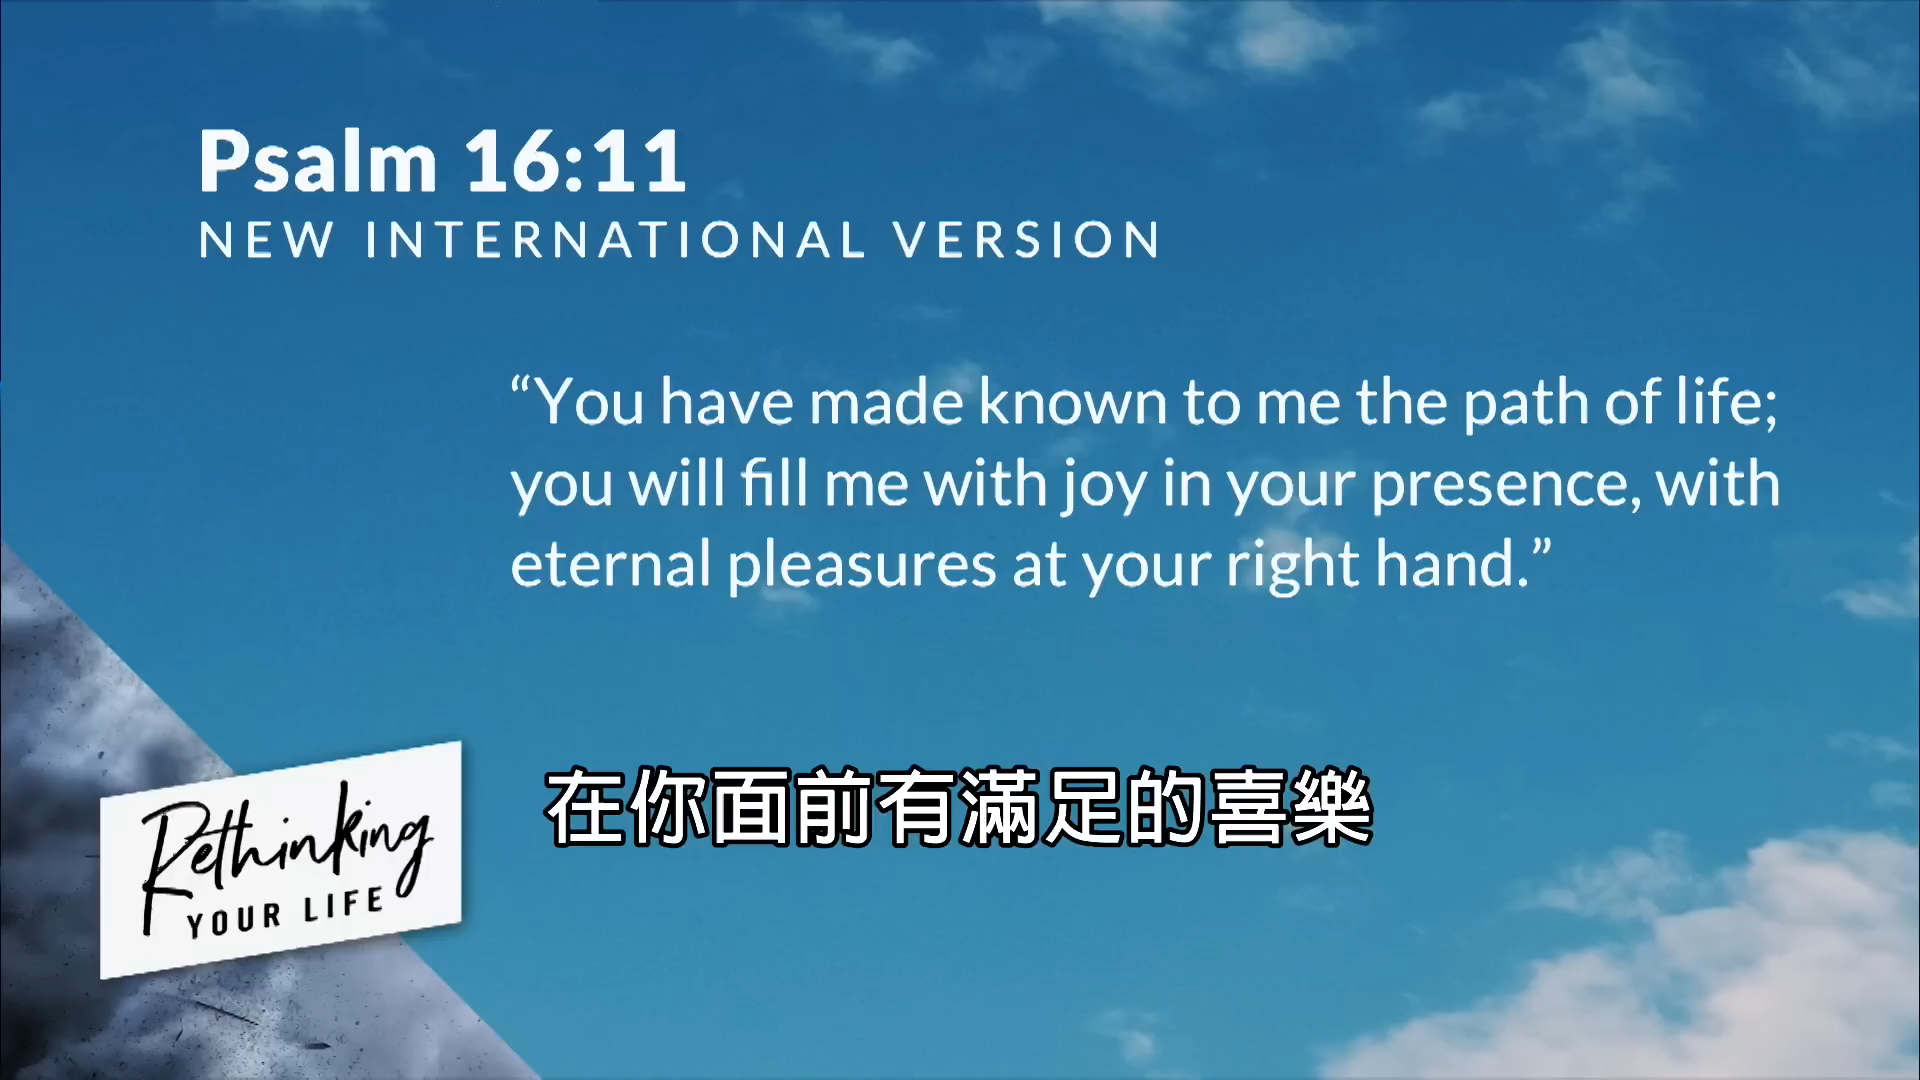 Psalm 16:11
NEW INTERNATIONAL VERSION
“You have made known to me the path of life;
you will fill me with joy in your presence, with
eternal pleasures at your right hand.”
在你面前有滿足的喜樂
Rethinking
YOUR LIFE